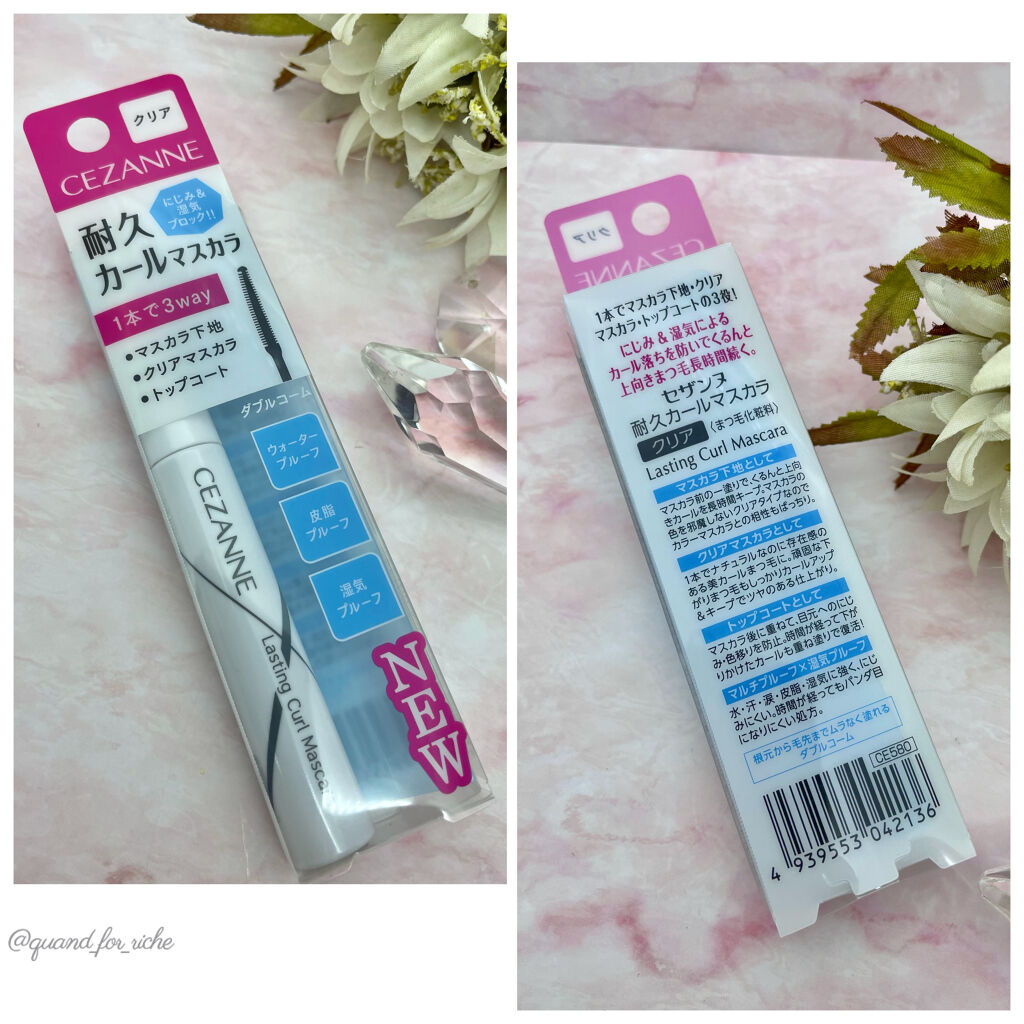 クリア
CEZANNE
にじみ&
湿気
ブロック!!
耐久
カールマスカラ
1本で3way
•マスカラ下地
•クリアマスカラ
•トップコート
ダブルコーム
ウォーター
プルーフ
皮脂
プルーフ
湿気
プルーフ
CEZANNE
Lasting Curl Mascara
NEW
クリア
CEZANNE
1本でマスカラ下地・クリア
マスカラ・トップコートの3役!
にじみ&湿気による
カール落ちを防いでくるんと
上向きまつ毛長時間続く。
セザンヌ
耐久カールマスカラ
クリア 〈まつ毛化粧料〉
Lasting Curl Mascara
マスカラ下地として
マスカラ前の一塗りで、くるんと上向
きカールを長時間キープ。マスカラの
色を邪魔しないクリアタイプなので
カラーマスカラとの相性もばっちり。
クリアマスカラとして
1本でナチュラルなのに存在感の
ある美カールまつ毛に。頑固な下
がりまつ毛もしっかりカールアップ
&キープでツヤのある仕上がり。
トップコートとして
マスカラ後に重ねて、目元へのにじ
み・色移りを防止。時間が経って下が
りかけたカールも重ね塗りで復活!
マルチプルーフ×湿気プルーフ
水・汗・涙・皮脂・湿気に強く、にじ
みにくい。時間が経ってもパンダ目
になりにくい処方。
根元から毛先までムラなく塗れる
ダブルコーム
CE580
4 939553 042136
@quand_for_riche